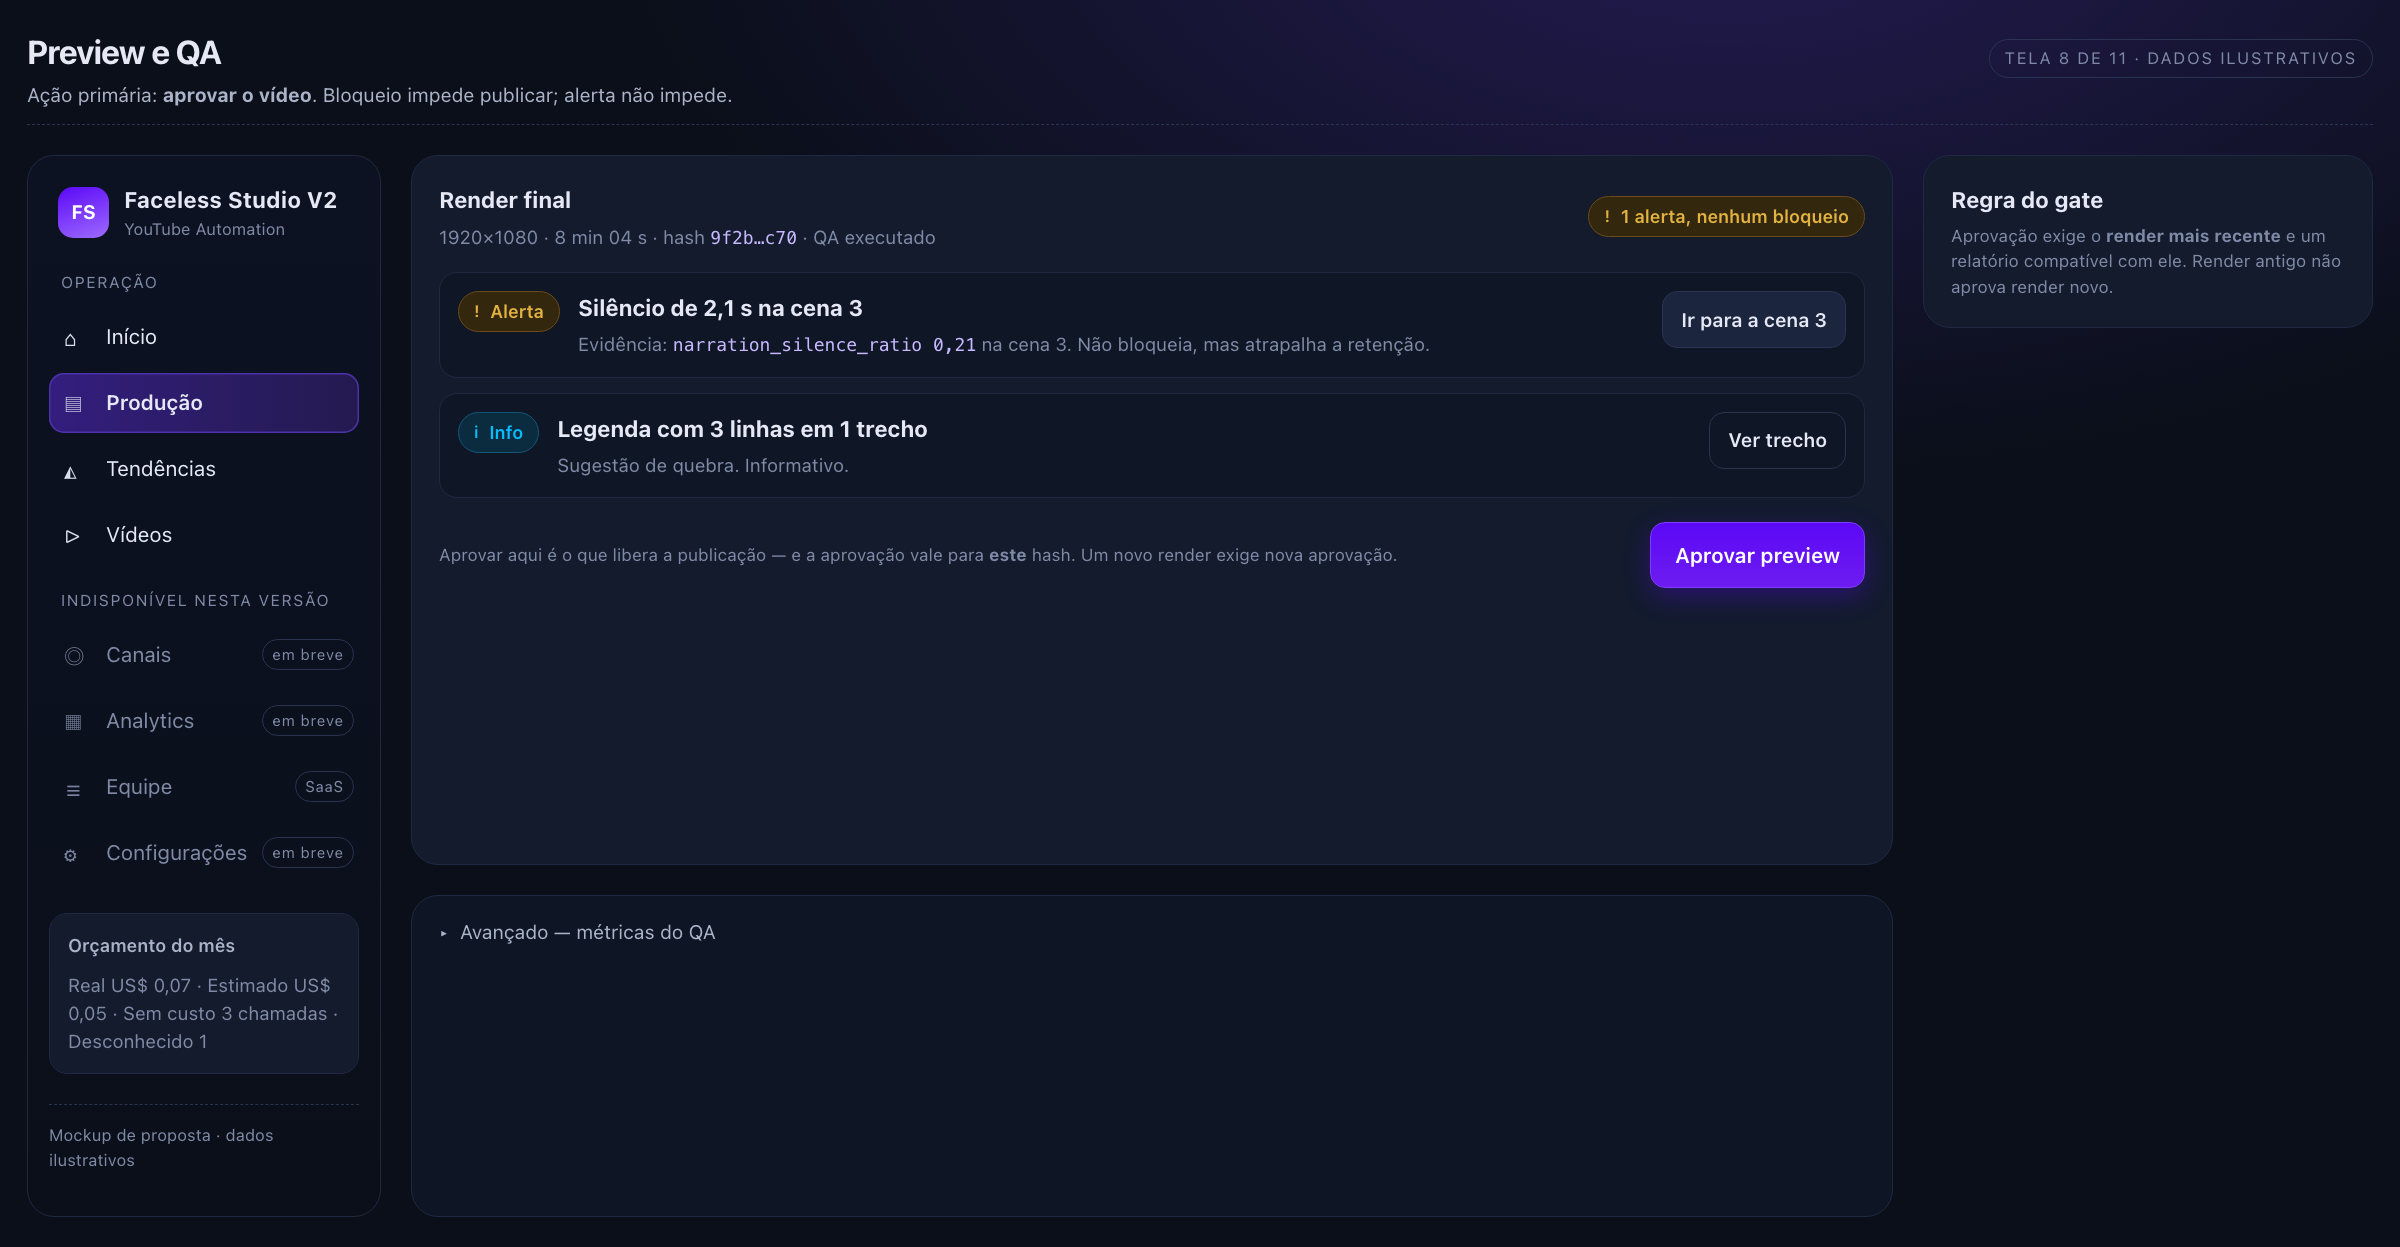 Preview e QA
Ação primária: aprovar o vídeo. Bloqueio impede publicar; alerta não impede.
TELA 8 DE 11 · DADOS ILUSTRATIVOS
FS
Faceless Studio V2
YouTube Automation
OPERAÇÃO
Início
Produção
Tendências
Vídeos
INDISPONÍVEL NESTA VERSÃO
Canais em breve
Analytics em breve
Equipe SaaS
Configurações em breve
Orçamento do mês
Real US$ 0,07 · Estimado US$
0,05 · Sem custo 3 chamadas ·
Desconhecido 1
Mockup de proposta · dados
ilustrativos
Render final
1920×1080 · 8 min 04 s · hash 9f2b…c70 · QA executado
! 1 alerta, nenhum bloqueio
! Alerta
Silêncio de 2,1 s na cena 3
Evidência: narration_silence_ratio 0,21 na cena 3. Não bloqueia, mas atrapalha a retenção.
Ir para a cena 3
i Info
Legenda com 3 linhas em 1 trecho
Sugestão de quebra. Informativo.
Ver trecho
Aprovar aqui é o que libera a publicação — e a aprovação vale para este hash. Um novo render exige nova aprovação.
Aprovar preview
▸ Avançado — métricas do QA
Regra do gate
Aprovação exige o render mais recente e um
relatório compatível com ele. Render antigo não
aprova render novo.